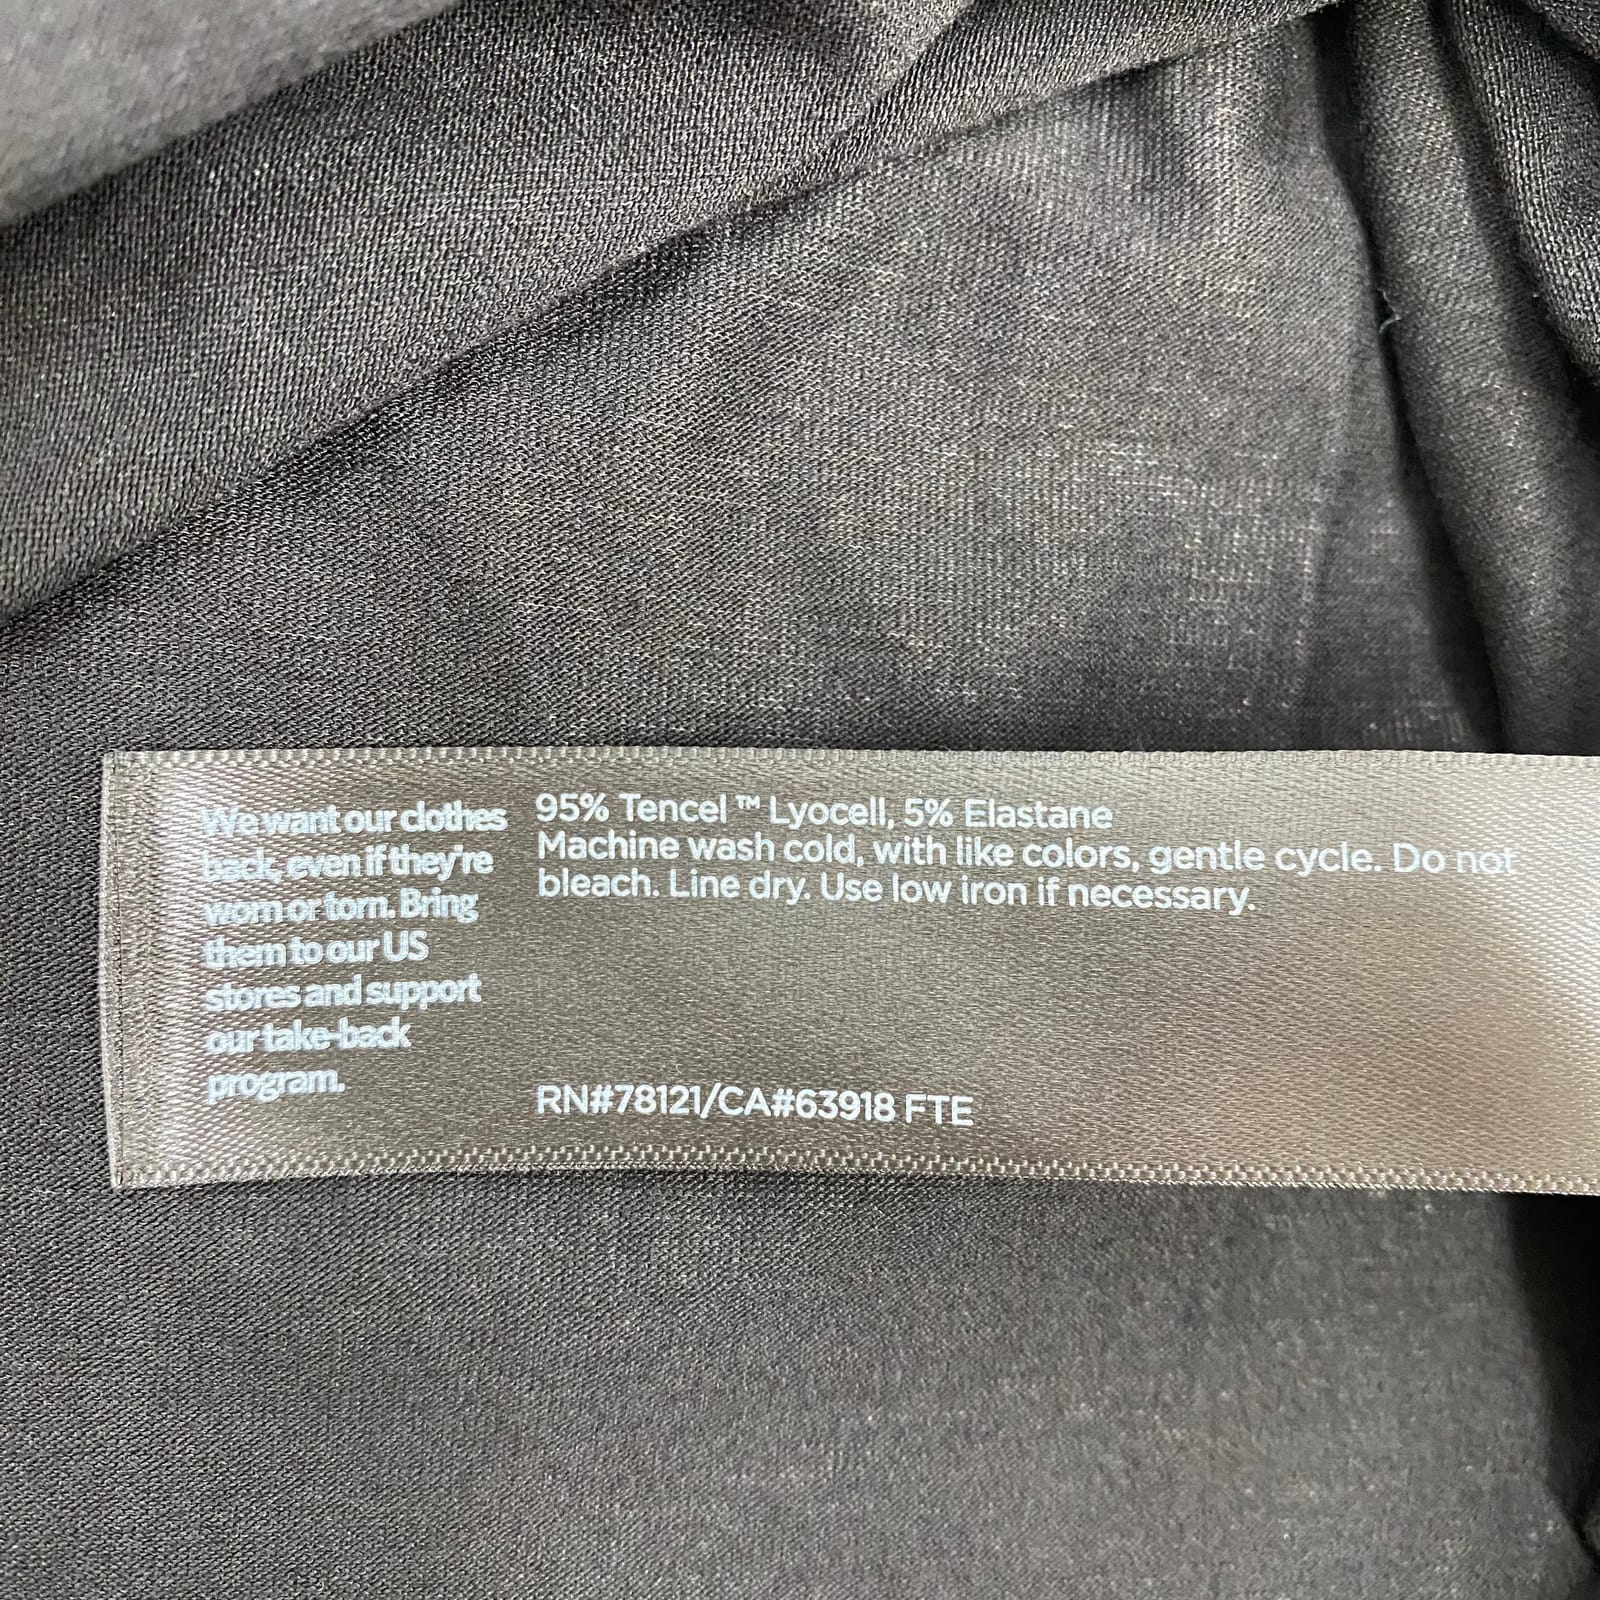 We want our clothes
back, even if they're
worn or torn. Bring
them to our US
stores and support
our take-back
program.
95% Tencel™ Lyocell, 5% Elastane
Machine wash cold, with like colors, gentle cycle. Do not
bleach. Line dry. Use low iron if necessary.
RN#78121/CA#63918 FTE